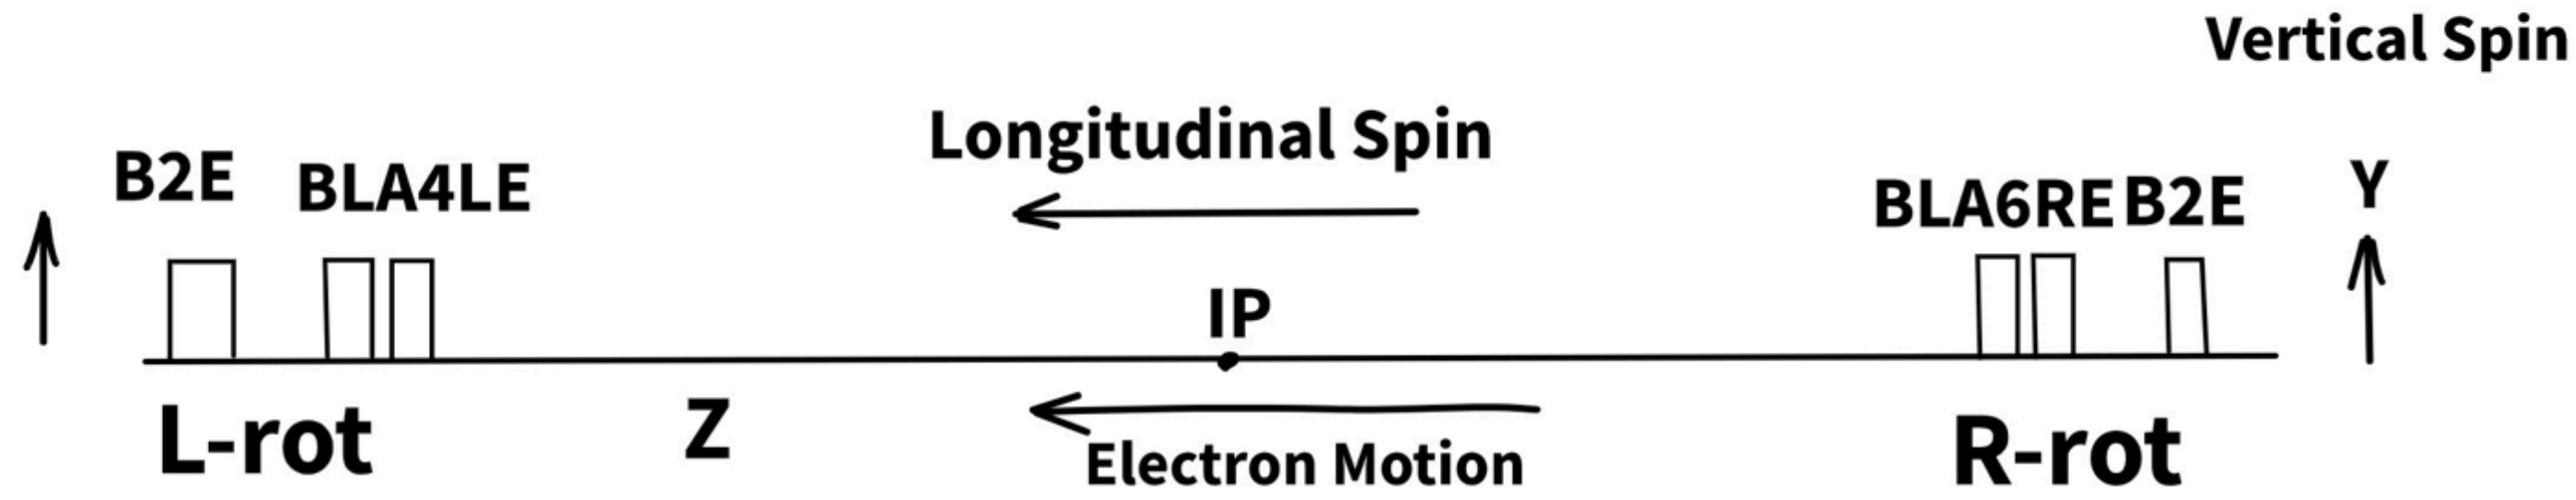 Vertical Spin
Longitudinal Spin
B2E BLA4LE
BLA6RE B2E Y
IP
L-rot Z Electron Motion R-rot